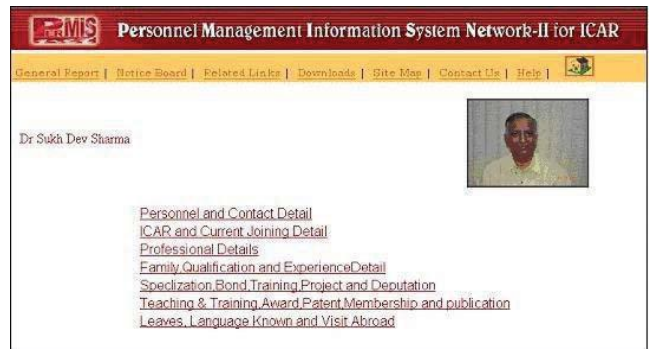 PERMIS Personnel Management Information System Network-II for ICAR
General Report | Notice Board | Related Links | Downloads | Site Map | Contact Us | Help |
Dr Sukh Dev Sharma
Personnel and Contact Detail
ICAR and Current Joining Detail
Professional Details
Family,Qualification and ExperienceDetail
Speclization,Bond,Training,Project and Deputation
Teaching & Training,Award,Patent,Membership and publication
Leaves, Language Known and Visit Abroad